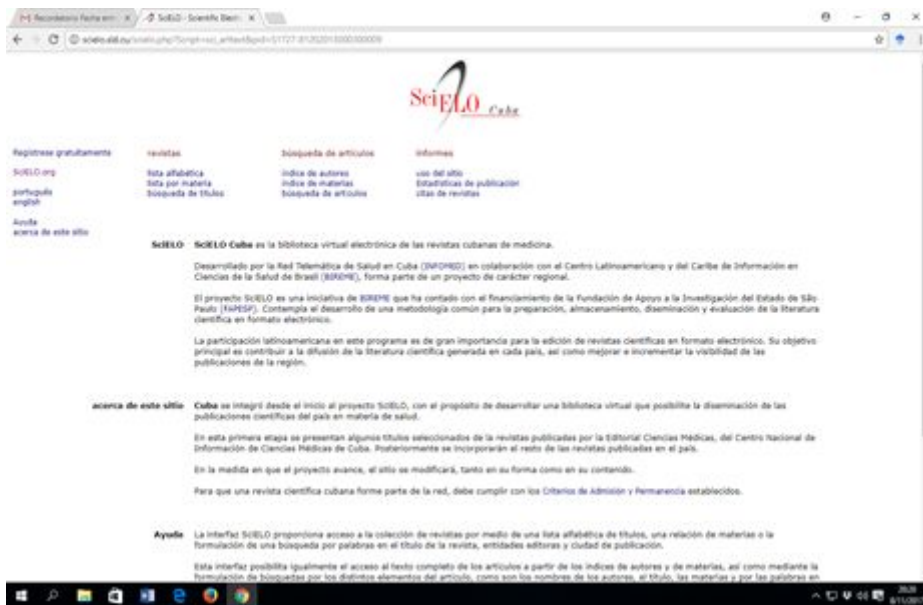 Recordatorio Fecha
SciELO - Scientific Elect
SciELO Cuba
Regístrese gratuitamente
SciELO.org
português
english
Ayuda
acerca de este sitio
revistas
lista alfabética
lista por materia
búsqueda de títulos
búsqueda de artículos
índice de autores
índice de materias
búsqueda de artículos
informes
uso del sitio
Estadísticas de publicación
citas de revistas
SciELO SciELO Cuba es la biblioteca virtual electrónica de las revistas cubanas de medicina.
Desarrollado por la Red Telemática de Salud en Cuba (INFOMED) en colaboración con el Centro Latinoamericano y del Caribe de Información en
Ciencias de la Salud de Brasil (BIREME), forma parte de un proyecto de carácter regional.
El proyecto SciELO es una iniciativa de BIREME que ha contado con el financiamiento de la Fundación de Apoyo a la Investigación del Estado de São
Paulo (FAPESP). Contempla el desarrollo de una metodología común para la preparación, almacenamiento, diseminación y evaluación de la literatura
científica en formato electrónico.
La participación latinoamericana en este programa es de gran importancia para la edición de revistas científicas en formato electrónico. Su objetivo
principal es contribuir a la difusión de la literatura científica generada en cada país, así como mejorar e incrementar la visibilidad de las
publicaciones de la región.
acerca de este sitio Cuba se integró desde el inicio al proyecto SciELO, con el propósito de desarrollar una biblioteca virtual que posibilite la diseminación de las
publicaciones científicas del país en materia de salud.
En esta primera etapa se presentan algunos títulos seleccionados de la revistas publicadas por la Editorial Ciencias Médicas, del Centro Nacional de
Información de Ciencias Médicas de Cuba. Posteriormente se incorporarán el resto de las revistas publicadas en el país.
En la medida en que el proyecto avance, el sitio se modificará, tanto en su forma como en su contenido.
Para que una revista científica cubana forme parte de la red, debe cumplir con los Criterios de Admisión y Permanencia establecidos.
Ayuda La interfaz SciELO proporciona acceso a la colección de revistas por medio de una lista alfabética de títulos, una relación de materias o la
formulación de una búsqueda por palabras en el título de la revista, entidades editoras y ciudad de publicación.
Esta interfaz posibilita igualmente el acceso al texto completo de los artículos a partir de los índices de autores y de materias, así como mediante la
formulación de búsquedas por los distintos elementos del artículo, como son los nombres de los autores, el título, las materias y por las palabras en